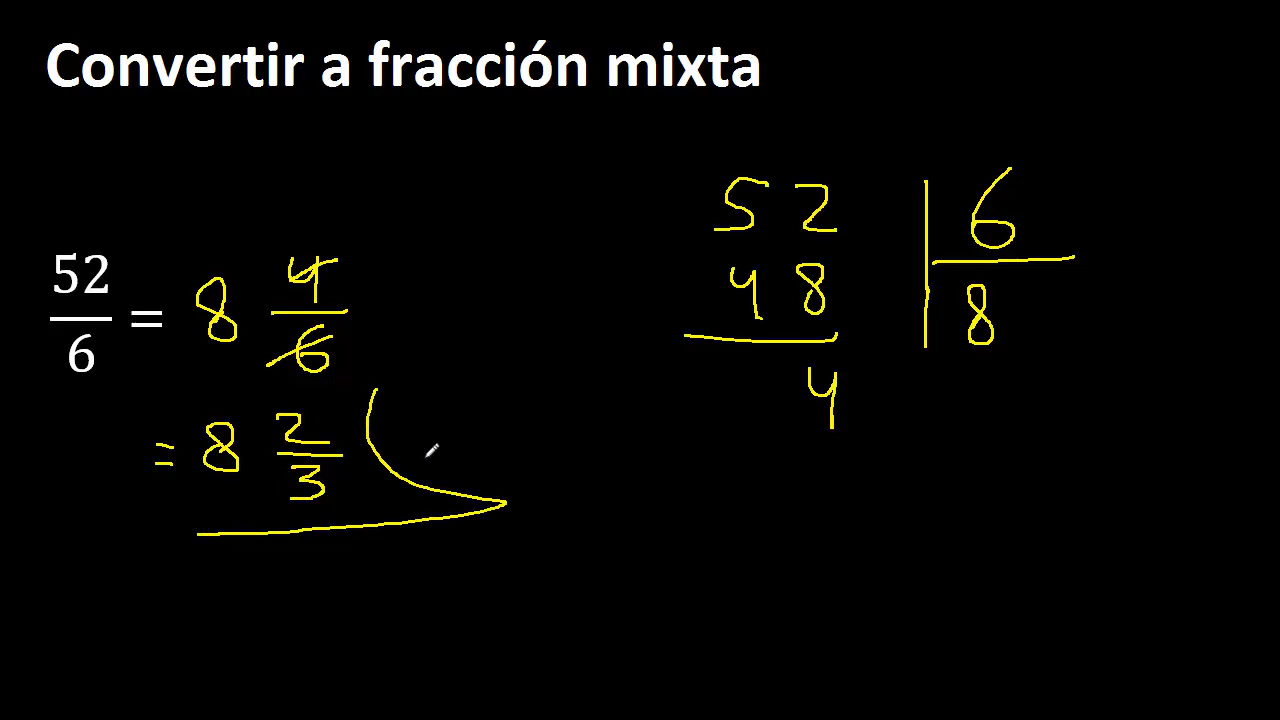 Convertir a fracción mixta
52/6 = 8 4/6
= 8 2/3
52 | 6
48 | 8
4